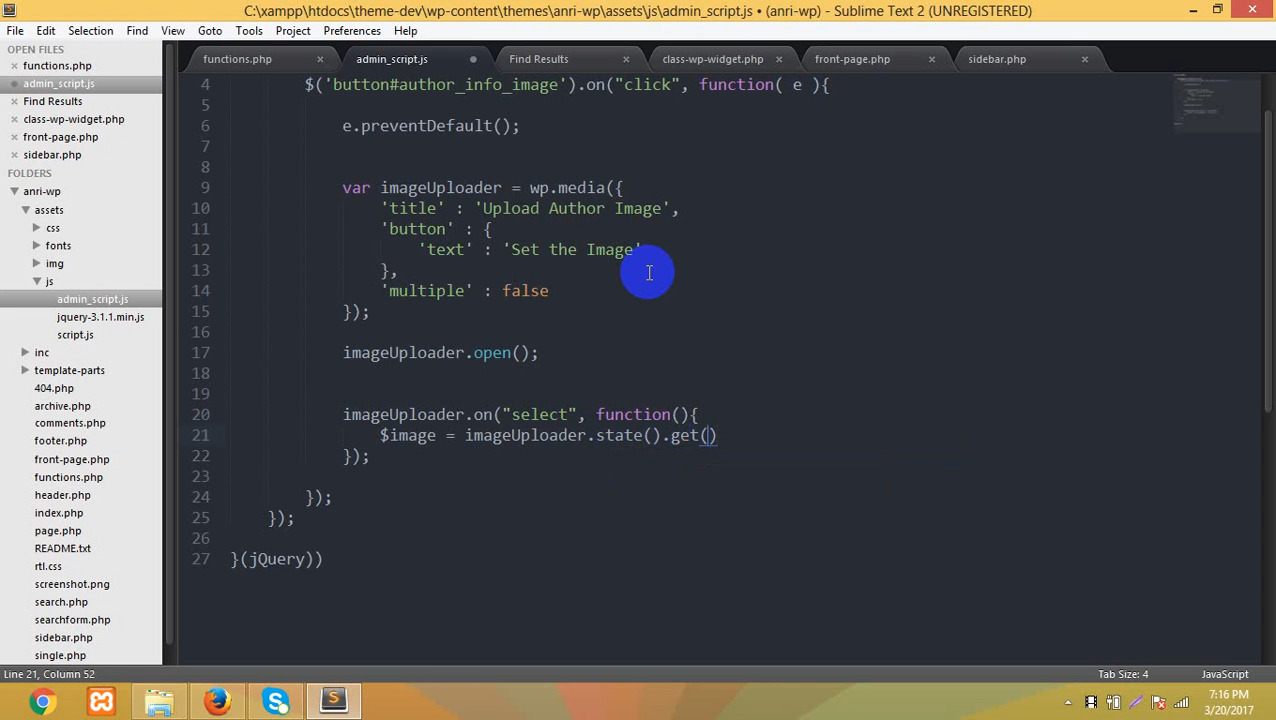 C:\xampp\htdocs\theme-dev\wp-content\themes\anri-wp\assets\js\admin_script.js • (anri-wp) - Sublime Text 2 (UNREGISTERED)
File Edit Selection Find View Goto Tools Project Preferences Help
OPEN FILES
functions.php
admin_script.js
Find Results
class-wp-widget.php
front-page.php
sidebar.php
FOLDERS
anri-wp
assets
css
fonts
img
js
admin_script.js
jquery-3.1.1.min.js
script.js
inc
template-parts
404.php
archive.php
comments.php
footer.php
front-page.php
functions.php
header.php
index.php
page.php
README.txt
rtl.css
screenshot.png
search.php
searchform.php
sidebar.php
single.php
functions.php admin_script.js Find Results class-wp-widget.php front-page.php sidebar.php
4 $('button#author_info_image').on("click", function( e ){
5
6 e.preventDefault();
7
8
9 var imageUploader = wp.media({
10 'title' : 'Upload Author Image',
11 'button' : {
12 'text' : 'Set the Image'
13 },
14 'multiple' : false
15 });
16
17 imageUploader.open();
18
19
20 imageUploader.on("select", function(){
21 $image = imageUploader.state().get()
22 });
23
24 });
25 });
26
27 }(jQuery))
Line 21, Column 52 Tab Size: 4 JavaScript
7:16 PM
3/20/2017